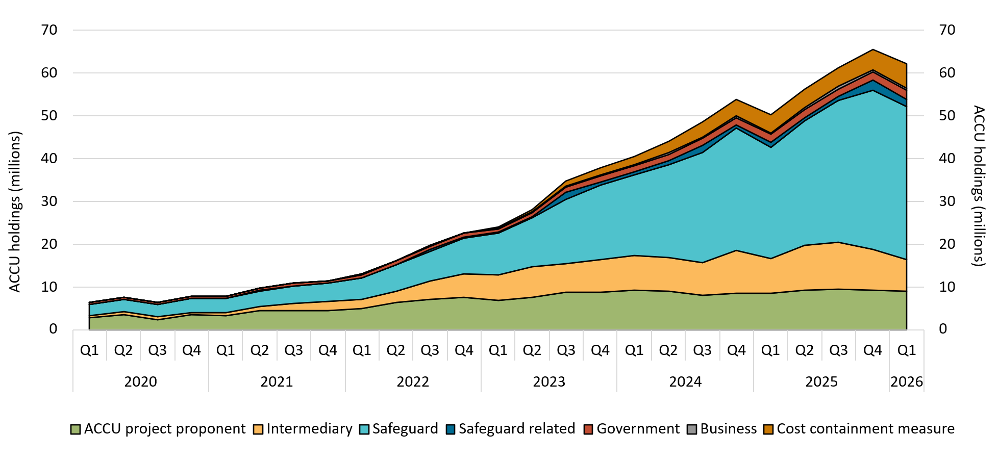 70 70
60 60
50 50
40 40
30 30
20 20
10 10
0 0
ACCU holdings (millions)
ACCU holdings (millions)
Q1 Q2 Q3 Q4 Q1 Q2 Q3 Q4 Q1 Q2 Q3 Q4 Q1 Q2 Q3 Q4 Q1 Q2 Q3 Q4 Q1 Q2 Q3 Q4 Q1
2020 2021 2022 2023 2024 2025 2026
ACCU project proponent Intermediary Safeguard Safeguard related Government Business Cost containment measure